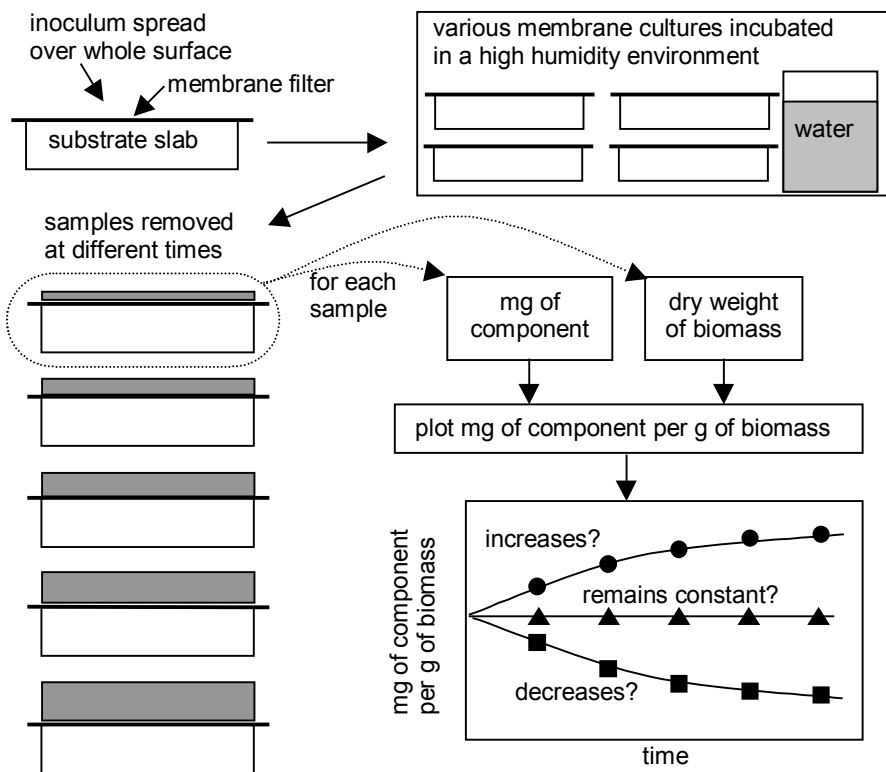 inoculum spread
over whole surface
membrane filter
substrate slab
various membrane cultures incubated
in a high humidity environment
water
samples removed
at different times
for each
sample
mg of
component
dry weight
of biomass
plot mg of component per g of biomass
mg of component
per g of biomass
increases?
remains constant?
decreases?
time